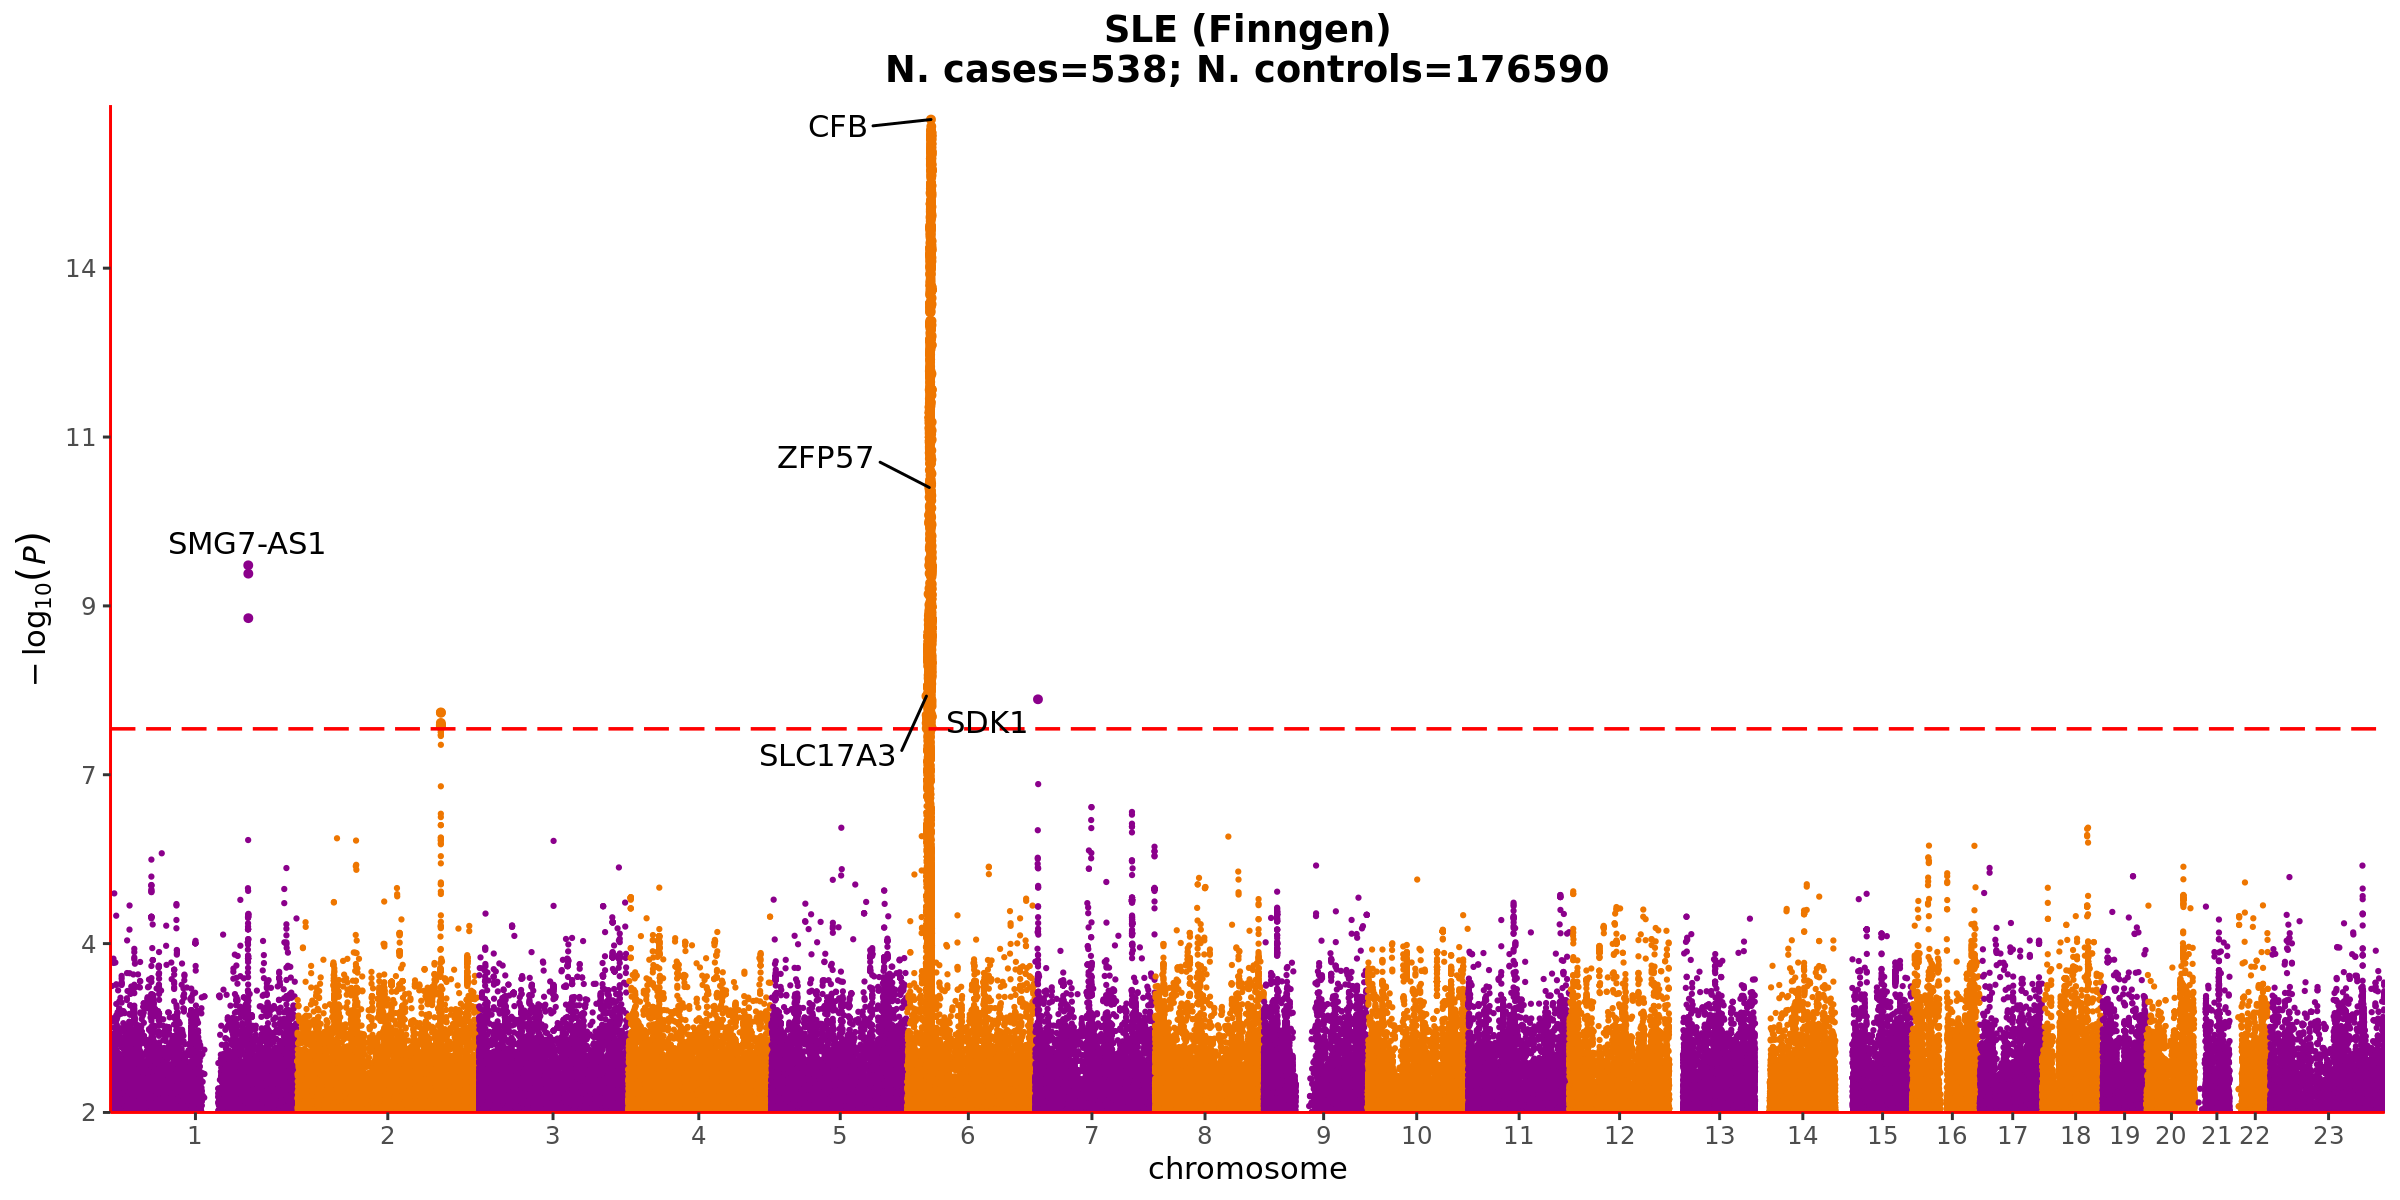 SLE (Finngen)
N. cases=538; N. controls=176590
CFB
14
11
ZFP57
SMG7-AS1
9
SDK1
SLC17A3
7
4
2
− log10(P)
1 2 3 4 5 6 7 8 9 10 11 12 13 14 15 16 17 18 19 20 21 22 23
chromosome